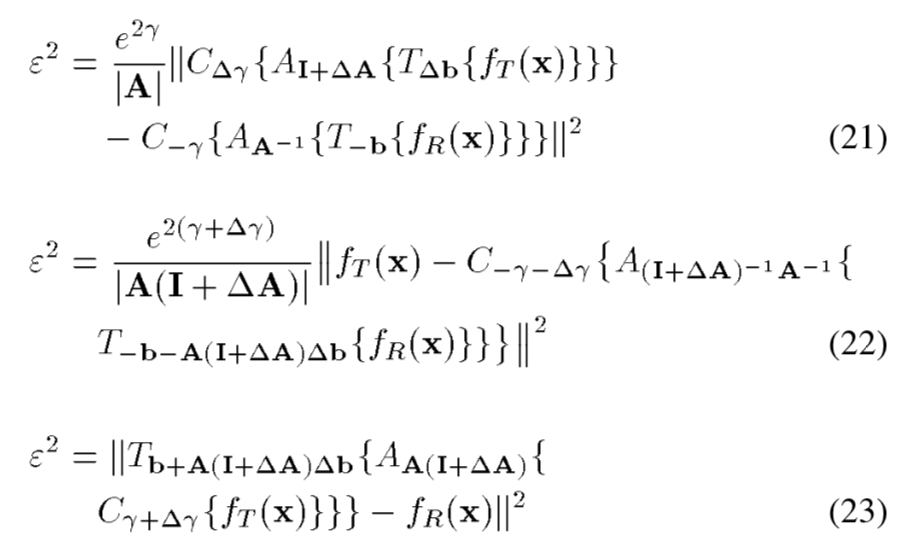 ε² = e^{2γ}/|𝐀| ‖C_{Δγ}{A_{𝐈+Δ𝐀}{T_{Δ𝐛}{f_T(𝐱)}}}
− C_{−γ}{A_{𝐀^{−1}}{T_{−𝐛}{f_R(𝐱)}}}‖² (21)
ε² = e^{2(γ+Δγ)}/|𝐀(𝐈 + Δ𝐀)| ‖f_T(𝐱) − C_{−γ−Δγ}{A_{(𝐈+Δ𝐀)^{−1}𝐀^{−1}}{
T_{−𝐛−𝐀(𝐈+Δ𝐀)Δ𝐛}{f_R(𝐱)}}}‖² (22)
ε² = ‖T_{𝐛+𝐀(𝐈+Δ𝐀)Δ𝐛}{A_{𝐀(𝐈+Δ𝐀)}{
C_{γ+Δγ}{f_T(𝐱)}}} − f_R(𝐱)‖² (23)